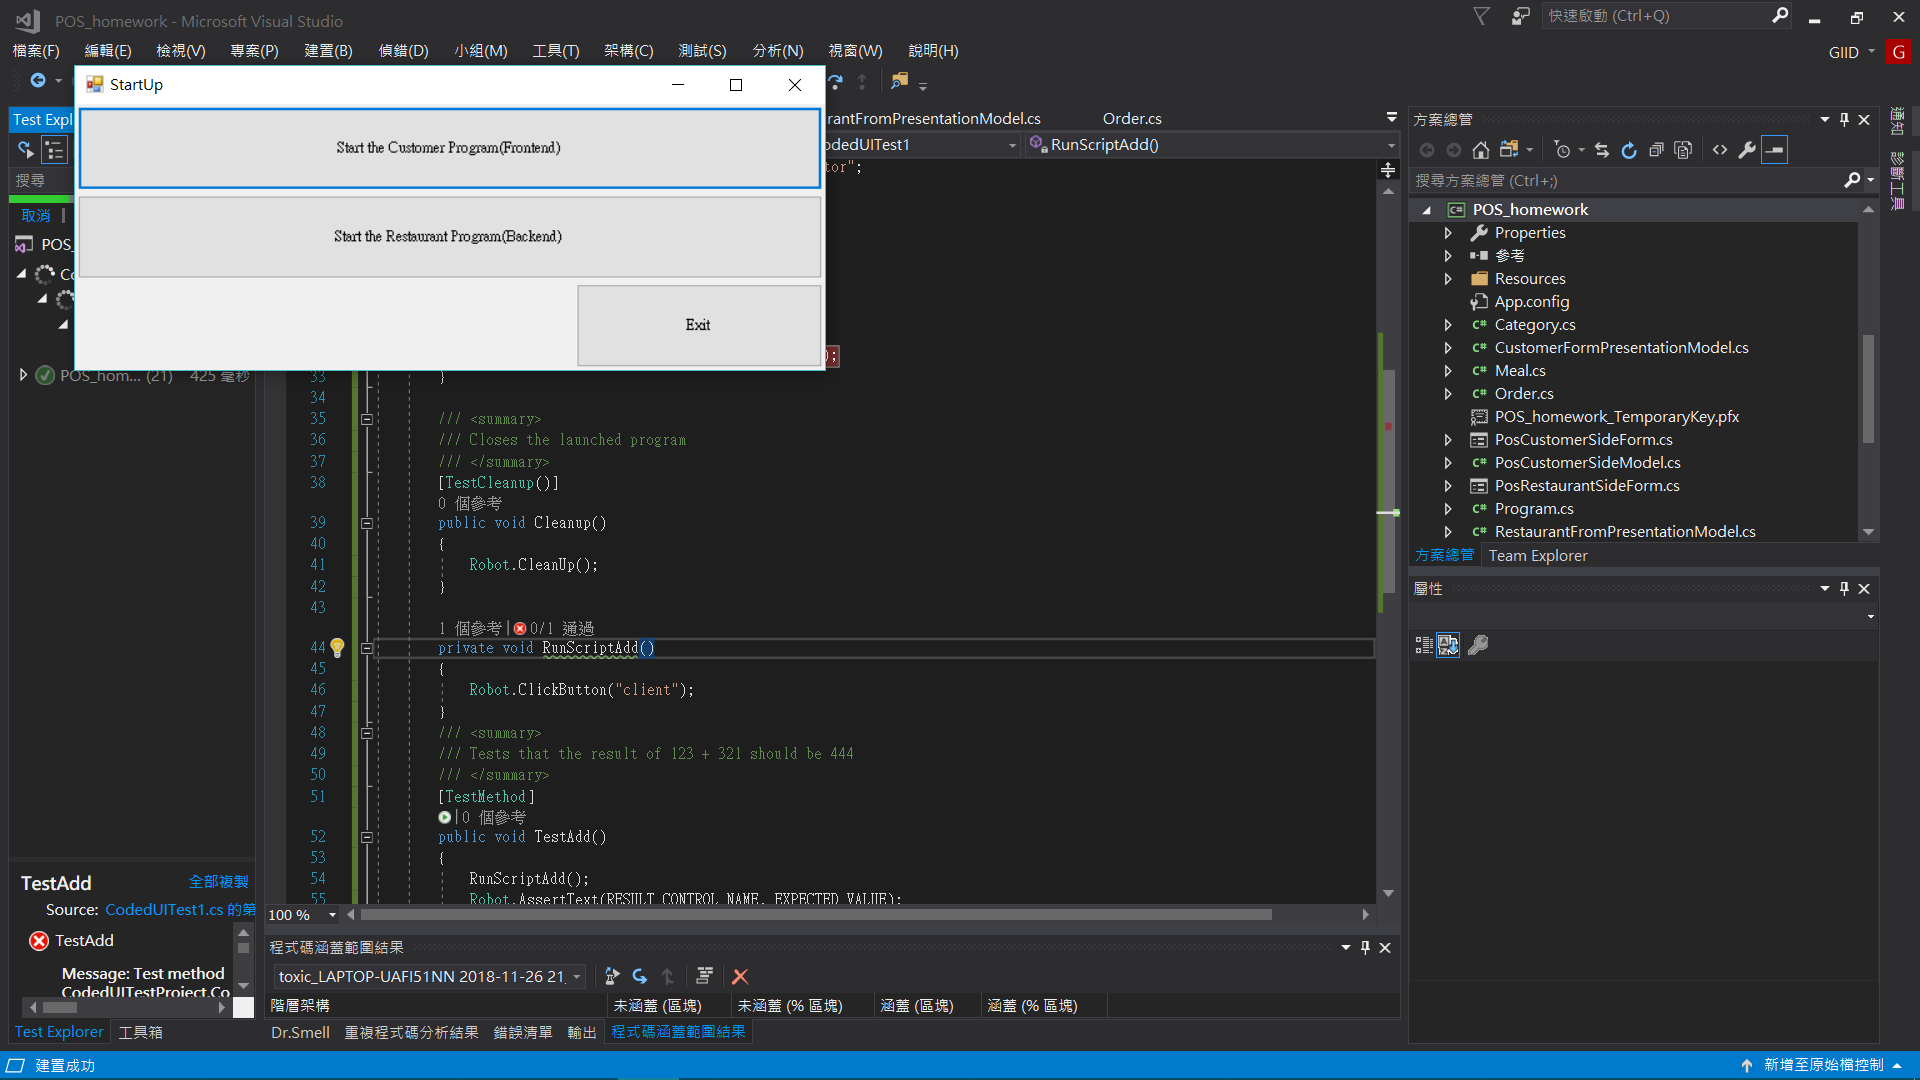 POS_homework - Microsoft Visual Studio
快速啟動 (Ctrl+Q)
檔案(F) 編輯(E) 檢視(V) 專案(P) 建置(B) 偵錯(D) 小組(M) 工具(T) 架構(C) 測試(S) 分析(N) 視窗(W) 說明(H)
GIID
G
StartUp
Start the Customer Program(Frontend)
Start the Restaurant Program(Backend)
Exit
Test Expl
搜尋
取消
POS_
Co
POS_hom... (21) 425 毫秒
rantFromPresentationModel.cs Order.cs
odedUITest1 RunScriptAdd()
tor";
);
33 }
34
35 /// <summary>
36 /// Closes the launched program
37 /// </summary>
38 [TestCleanup()]
0 個參考
39 public void Cleanup()
40 {
41 Robot.CleanUp();
42 }
43
1 個參考 | 0/1 通過
44 private void RunScriptAdd()
45 {
46 Robot.ClickButton("client");
47 }
48 /// <summary>
49 /// Tests that the result of 123 + 321 should be 444
50 /// </summary>
51 [TestMethod]
|0 個參考
52 public void TestAdd()
53 {
54 RunScriptAdd();
55 Robot.AssertText(RESULT_CONTROL_NAME, EXPECTED_VALUE);
100 %
TestAdd 全部複製
Source: CodedUITest1.cs 的第
TestAdd
Message: Test method
CodedUITestProject.Co
Test Explorer 工具箱
程式碼涵蓋範圍結果
toxic_LAPTOP-UAFI51NN 2018-11-26 21_
階層架構 未涵蓋 (區塊) 未涵蓋 (% 區塊) 涵蓋 (區塊) 涵蓋 (% 區塊)
Dr.Smell 重複程式碼分析結果 錯誤清單 輸出 程式碼涵蓋範圍結果
方案總管
搜尋方案總管 (Ctrl+;)
POS_homework
Properties
參考
Resources
App.config
Category.cs
CustomerFormPresentationModel.cs
Meal.cs
Order.cs
POS_homework_TemporaryKey.pfx
PosCustomerSideForm.cs
PosCustomerSideModel.cs
PosRestaurantSideForm.cs
Program.cs
RestaurantFromPresentationModel.cs
方案總管 Team Explorer
屬性
通知
診斷工具
建置成功
新增至原始檔控制